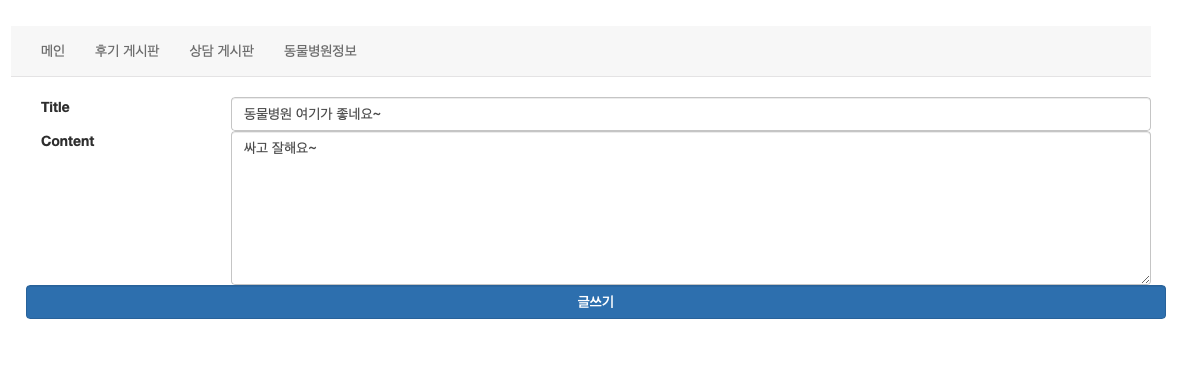 메인 후기 게시판 상담 게시판 동물병원정보
Title 동물병원 여기가 좋네요~
Content 싸고 잘해요~
글쓰기